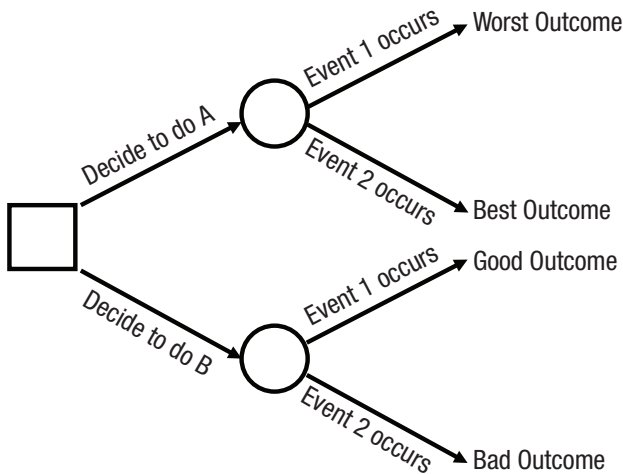 Decide to do A
Event 1 occurs
Worst Outcome
Event 2 occurs
Best Outcome
Decide to do B
Event 1 occurs
Good Outcome
Event 2 occurs
Bad Outcome